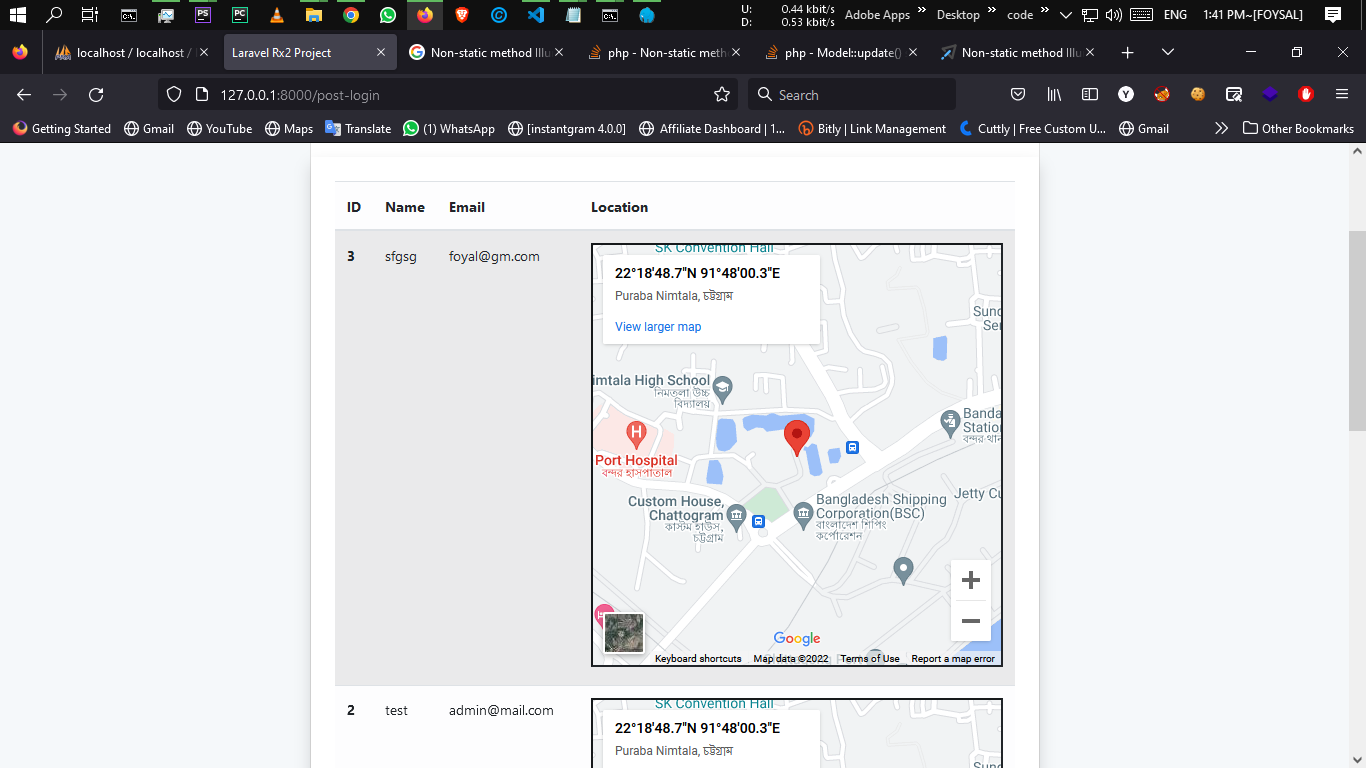 U: 0.44 kbit/s
D: 0.53 kbit/s
Adobe Apps » Desktop » code » ENG 1:41 PM~[FOYSAL]
localhost / localhost / Laravel Rx2 Project Non-static method Illu php - Non-static meth php - Model::update() Non-static method Illu
127.0.0.1:8000/post-login Search
Getting Started Gmail YouTube Maps Translate (1) WhatsApp [instantgram 4.0.0] Affiliate Dashboard | 1... Bitly | Link Management Cuttly | Free Custom U... Gmail Other Bookmarks
ID Name Email Location
3 sfgsg foyal@gm.com
SK Convention Hall
22°18'48.7"N 91°48'00.3"E
Puraba Nimtala, চট্টগ্রাম
View larger map
Sund
Se
imtala High School
নিমতলা উচ্চ
বিদ্যালয়
Banda
Station
বন্দর থান
Port Hospital
বন্দর হাসপাতাল
Custom House,
Chattogram
কাস্টম হাউস,
চট্টগ্রাম
Bangladesh Shipping
Corporation(BSC)
বাংলাদেশ শিপিং
কর্পোরেশন
Jetty Cu
Google
Keyboard shortcuts Map data ©2022 Terms of Use Report a map error
2 test admin@mail.com
SK Convention Hall
22°18'48.7"N 91°48'00.3"E
Puraba Nimtala, চট্টগ্রাম
Sund